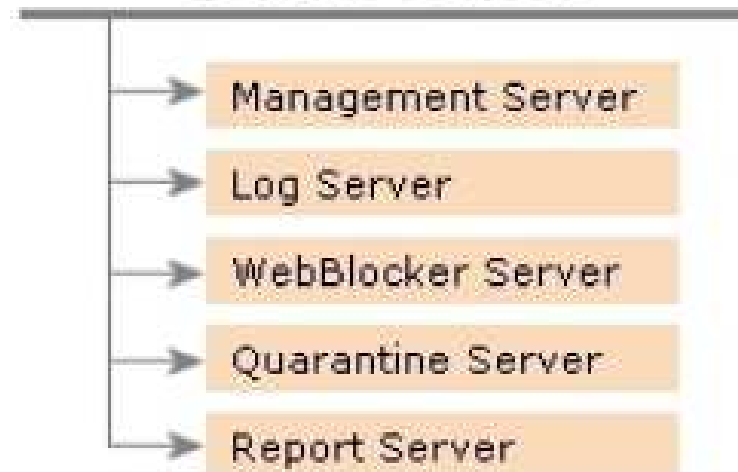 Management Server
Log Server
WebBlocker Server
Quarantine Server
Report Server